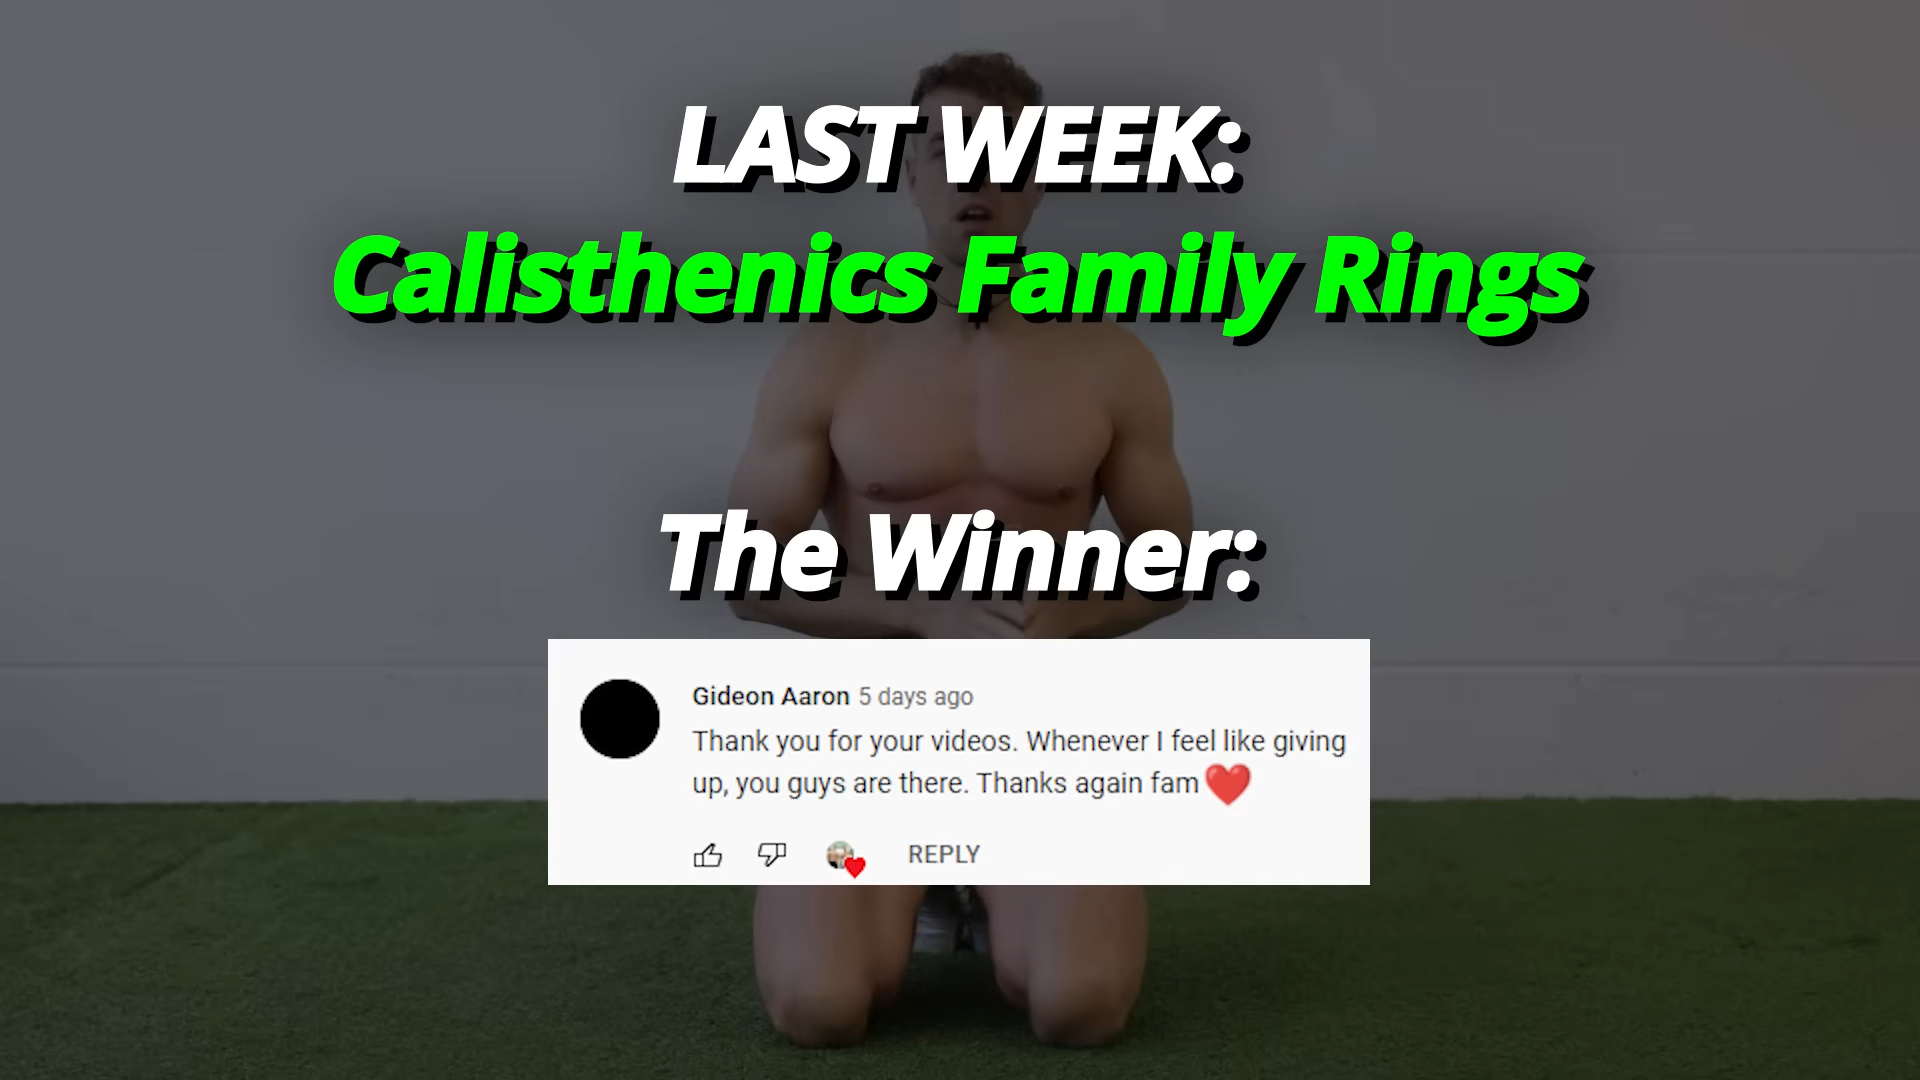 LAST WEEK:
Calisthenics Family Rings
The Winner:
Gideon Aaron 5 days ago
Thank you for your videos. Whenever I feel like giving
up, you guys are there. Thanks again fam❤️
REPLY